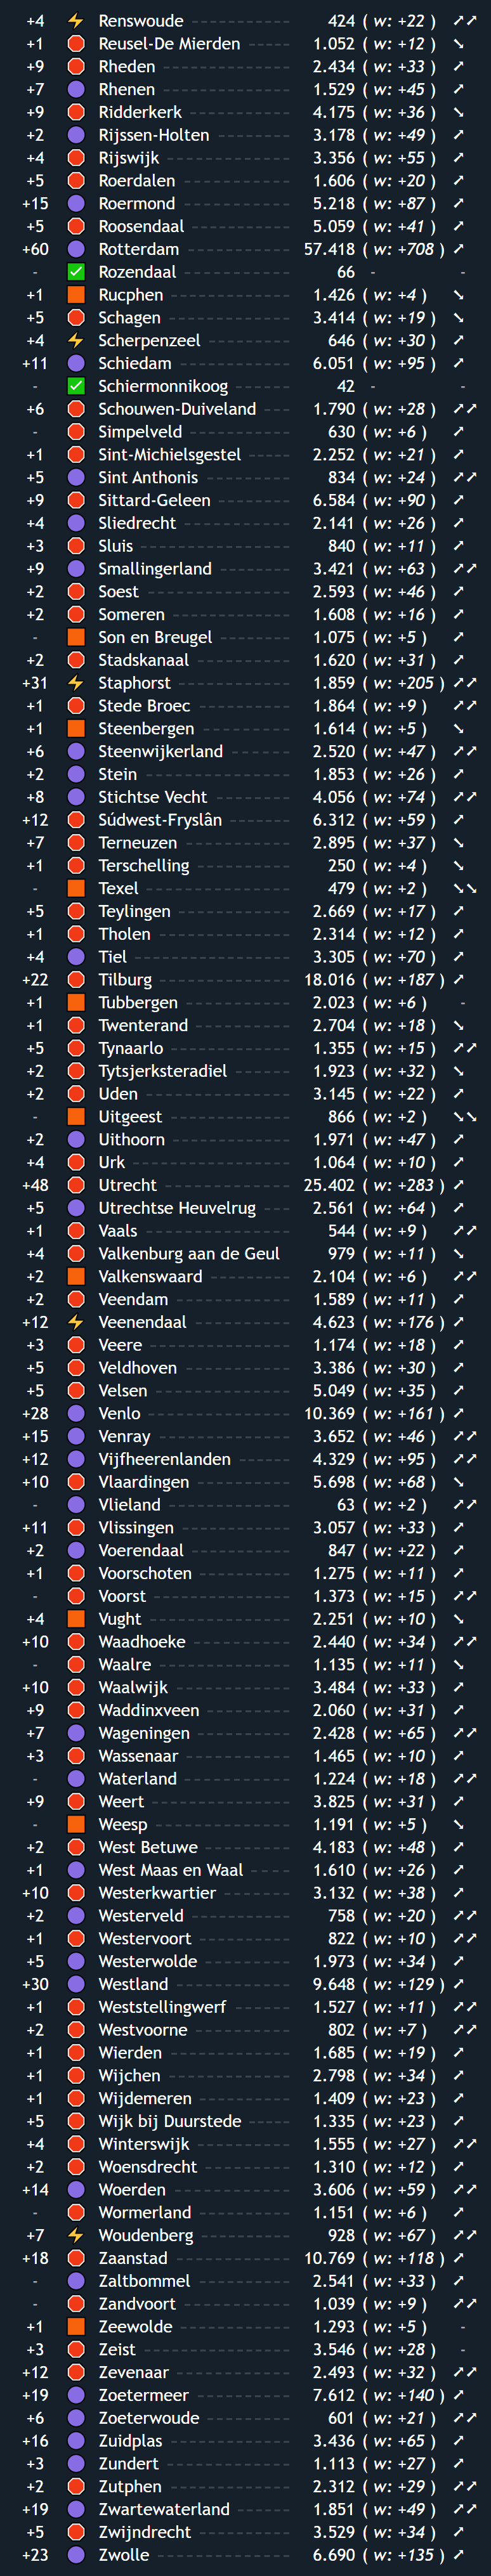 +4 ⚡ Renswoude 424 ( w: +22 ) ➚➚
+1 Reusel-De Mierden 1.052 ( w: +12 ) ➘
+9 Rheden 2.434 ( w: +33 ) ➚
+7 Rhenen 1.529 ( w: +45 ) ➚
+9 Ridderkerk 4.175 ( w: +36 ) ➘
+2 Rijssen-Holten 3.178 ( w: +49 ) ➚
+4 Rijswijk 3.356 ( w: +55 ) ➚
+5 Roerdalen 1.606 ( w: +20 ) ➚
+15 Roermond 5.218 ( w: +87 ) ➚
+5 Roosendaal 5.059 ( w: +41 ) ➚
+60 Rotterdam 57.418 ( w: +708 ) ➚
- ✅ Rozendaal 66 - -
+1 Rucphen 1.426 ( w: +4 ) ➘
+5 Schagen 3.414 ( w: +19 ) ➘
+4 ⚡ Scherpenzeel 646 ( w: +30 ) ➚
+11 Schiedam 6.051 ( w: +95 ) ➚
- ✅ Schiermonnikoog 42 - -
+6 Schouwen-Duiveland 1.790 ( w: +28 ) ➚➚
- Simpelveld 630 ( w: +6 ) ➚
+1 Sint-Michielsgestel 2.252 ( w: +21 ) ➚
+5 Sint Anthonis 834 ( w: +24 ) ➚➚
+9 Sittard-Geleen 6.584 ( w: +90 ) ➚
+4 Sliedrecht 2.141 ( w: +26 ) ➚
+3 Sluis 840 ( w: +11 ) ➚
+9 Smallingerland 3.421 ( w: +63 ) ➚➚
+2 Soest 2.593 ( w: +46 ) ➚
+2 Someren 1.608 ( w: +16 ) ➚
- Son en Breugel 1.075 ( w: +5 ) ➚
+2 Stadskanaal 1.620 ( w: +31 ) ➚
+31 ⚡ Staphorst 1.859 ( w: +205 ) ➚➚
+1 Stede Broec 1.864 ( w: +9 ) ➚➚
+1 Steenbergen 1.614 ( w: +5 ) ➘
+6 Steenwijkerland 2.520 ( w: +47 ) ➚➚
+2 Stein 1.853 ( w: +26 ) ➚
+8 Stichtse Vecht 4.056 ( w: +74 ) ➚➚
+12 Súdwest-Fryslân 6.312 ( w: +59 ) ➚
+7 Terneuzen 2.895 ( w: +37 ) ➘
+1 Terschelling 250 ( w: +4 ) ➘
- Texel 479 ( w: +2 ) ➘➘
+5 Teylingen 2.669 ( w: +17 ) ➚
+1 Tholen 2.314 ( w: +12 ) ➚
+4 Tiel 3.305 ( w: +70 ) ➚
+22 Tilburg 18.016 ( w: +187 ) ➚
+1 Tubbergen 2.023 ( w: +6 ) -
+1 Twenterand 2.704 ( w: +18 ) ➘
+5 Tynaarlo 1.355 ( w: +15 ) ➚➚
+2 Tytsjerksteradiel 1.923 ( w: +32 ) ➘
+2 Uden 3.145 ( w: +22 ) ➚
- Uitgeest 866 ( w: +2 ) ➘➘
+2 Uithoorn 1.971 ( w: +47 ) ➚
+4 Urk 1.064 ( w: +10 ) ➚
+48 Utrecht 25.402 ( w: +283 ) ➚
+5 Utrechtse Heuvelrug 2.561 ( w: +64 ) ➚
+1 Vaals 544 ( w: +9 ) ➚➚
+4 Valkenburg aan de Geul 979 ( w: +11 ) ➘
+2 Valkenswaard 2.104 ( w: +6 ) ➚➚
+2 Veendam 1.589 ( w: +11 ) ➚
+12 ⚡ Veenendaal 4.623 ( w: +176 ) ➚
+3 Veere 1.174 ( w: +18 ) ➚
+5 Veldhoven 3.386 ( w: +30 ) ➚
+5 Velsen 5.049 ( w: +35 ) ➚
+28 Venlo 10.369 ( w: +161 ) ➚
+15 Venray 3.652 ( w: +46 ) ➚➚
+12 Vijfheerenlanden 4.329 ( w: +95 ) ➚➚
+10 Vlaardingen 5.698 ( w: +68 ) ➘
- Vlieland 63 ( w: +2 ) ➚➚
+11 Vlissingen 3.057 ( w: +33 ) ➚
+2 Voerendaal 847 ( w: +22 ) ➚
+1 Voorschoten 1.275 ( w: +11 ) ➚
- Voorst 1.373 ( w: +15 ) ➚➚
+4 Vught 2.251 ( w: +10 ) ➘
+10 Waadhoeke 2.440 ( w: +34 ) ➚➚
- Waalre 1.135 ( w: +11 ) ➘
+10 Waalwijk 3.484 ( w: +33 ) ➚
+9 Waddinxveen 2.060 ( w: +31 ) ➚
+7 Wageningen 2.428 ( w: +65 ) ➚➚
+3 Wassenaar 1.465 ( w: +10 ) ➚
- Waterland 1.224 ( w: +18 ) ➚➚
+9 Weert 3.825 ( w: +31 ) ➚
- Weesp 1.191 ( w: +5 ) ➘
+2 West Betuwe 4.183 ( w: +48 ) ➚
+1 West Maas en Waal 1.610 ( w: +26 ) ➚
+10 Westerkwartier 3.132 ( w: +38 ) ➚
+2 Westerveld 758 ( w: +20 ) ➚➚
+1 Westervoort 822 ( w: +10 ) ➚➚
+5 Westerwolde 1.973 ( w: +34 ) ➚
+30 Westland 9.648 ( w: +129 ) ➚
+1 Weststellingwerf 1.527 ( w: +11 ) ➚➚
+2 Westvoorne 802 ( w: +7 ) ➚➚
+1 Wierden 1.685 ( w: +19 ) ➚
+1 Wijchen 2.798 ( w: +34 ) ➚
+1 Wijdemeren 1.409 ( w: +23 ) ➚
+5 Wijk bij Duurstede 1.335 ( w: +23 ) ➚
+4 Winterswijk 1.555 ( w: +27 ) ➚➚
+2 Woensdrecht 1.310 ( w: +12 ) ➚
+14 Woerden 3.606 ( w: +59 ) ➚➚
- Wormerland 1.151 ( w: +6 ) ➚
+7 ⚡ Woudenberg 928 ( w: +67 ) ➚➚
+18 Zaanstad 10.769 ( w: +118 ) ➚
- Zaltbommel 2.541 ( w: +33 ) ➚
- Zandvoort 1.039 ( w: +9 ) ➚➚
+1 Zeewolde 1.293 ( w: +5 ) -
+3 Zeist 3.546 ( w: +28 ) -
+12 Zevenaar 2.493 ( w: +32 ) ➚➚
+19 Zoetermeer 7.612 ( w: +140 ) ➚
+6 Zoeterwoude 601 ( w: +21 ) ➚➚
+16 Zuidplas 3.436 ( w: +65 ) ➚
+3 Zundert 1.113 ( w: +27 ) ➚
+2 Zutphen 2.312 ( w: +29 ) ➚➚
+19 Zwartewaterland 1.851 ( w: +49 ) ➚➚
+5 Zwijndrecht 3.529 ( w: +34 ) ➚
+23 Zwolle 6.690 ( w: +135 ) ➚